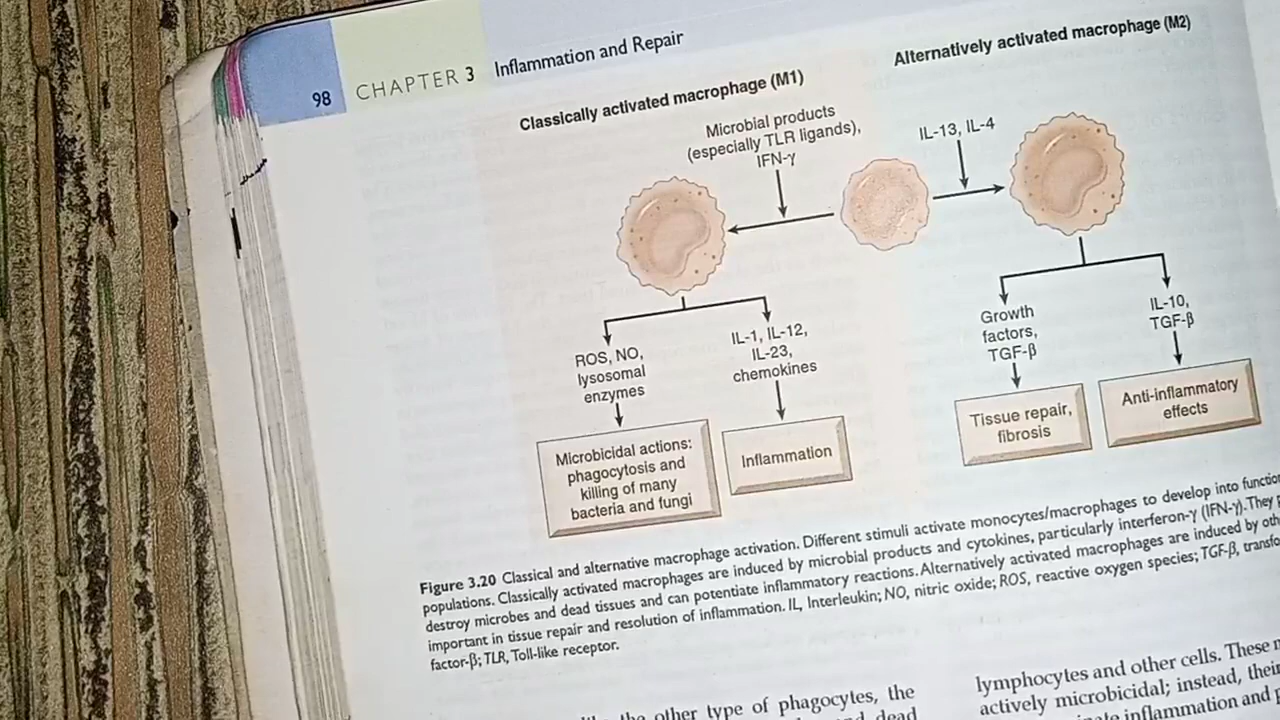 98
CHAPTER 3 Inflammation and Repair
Classically activated macrophage (M1)
Alternatively activated macrophage (M2)
Microbial products
(especially TLR ligands),
IFN-γ
IL-13, IL-4
ROS, NO,
lysosomal
enzymes
IL-1, IL-12,
IL-23,
chemokines
Growth
factors,
TGF-β
IL-10,
TGF-β
Microbicidal actions:
phagocytosis and
killing of many
bacteria and fungi
Inflammation
Tissue repair,
fibrosis
Anti-inflammatory
effects
Figure 3.20 Classical and alternative macrophage activation. Different stimuli activate monocytes/macrophages to develop into
populations. Classically activated macrophages are induced by microbial products and cytokines, particularly interferon-γ (IFN-γ). They
destroy microbes and dead tissues and can potentiate inflammatory reactions. Alternatively activated macrophages are induced by
important in tissue repair and resolution of inflammation. IL, Interleukin; NO, nitric oxide; ROS, reactive oxygen species; TGF-β,
factor-β; TLR, Toll-like receptor.
the other type of phagocytes, the
dead
lymphocytes and other cells. These
actively microbicidal; instead, their
inflammation and